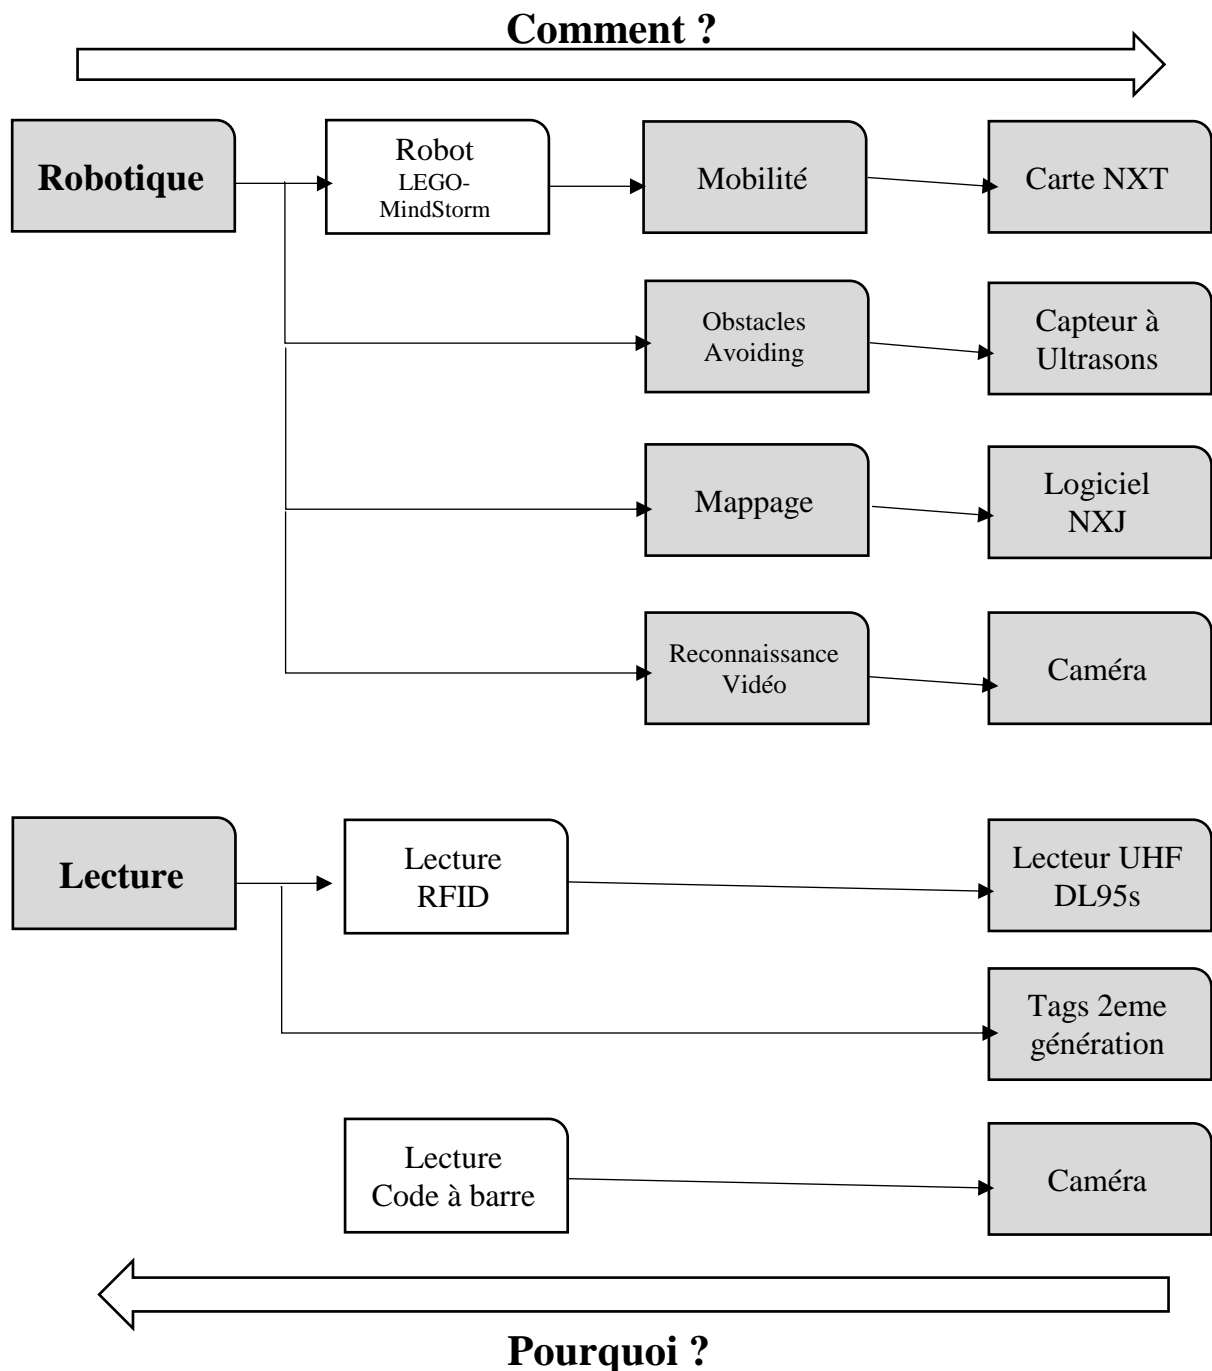 Comment ?
Robotique
Robot
LEGO-
MindStorm
Mobilité
Carte NXT
Obstacles
Avoiding
Capteur à
Ultrasons
Mappage
Logiciel
NXJ
Reconnaissance
Vidéo
Caméra
Lecture
Lecture
RFID
Lecteur UHF
DL95s
Tags 2eme
génération
Lecture
Code à barre
Caméra
Pourquoi ?